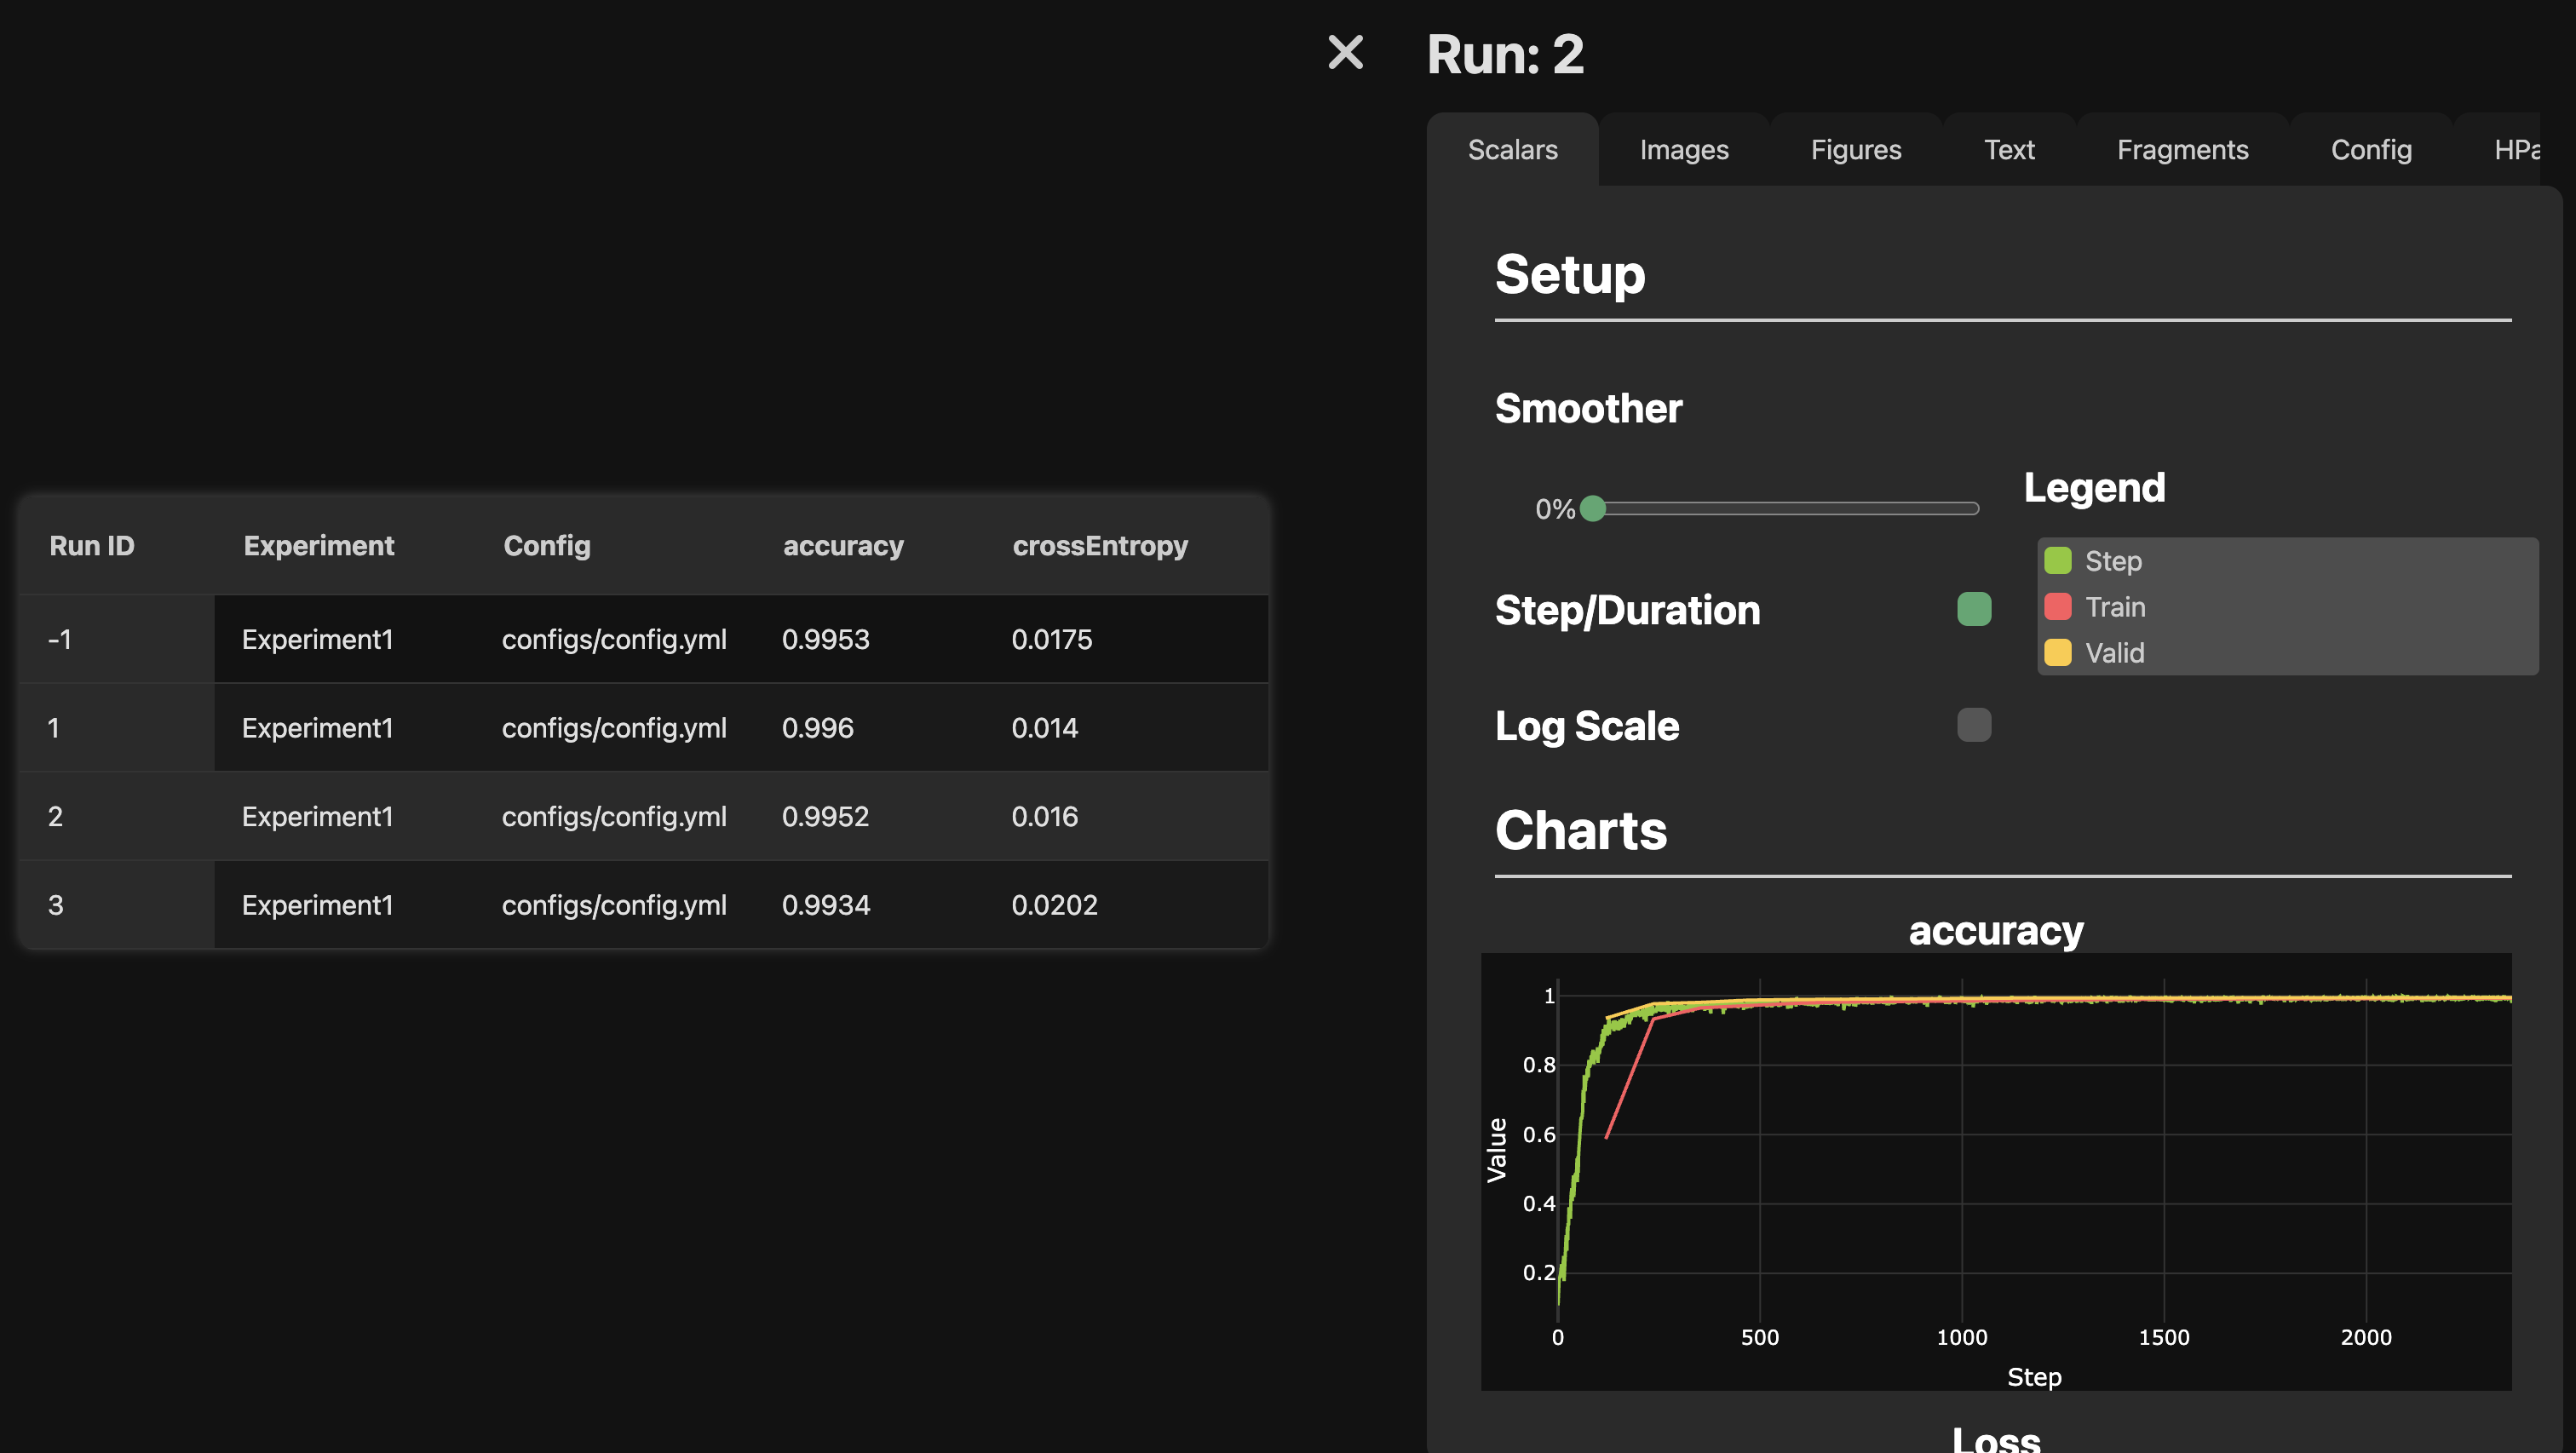 Run: 2
Scalars Images Figures Text Fragments Config HPa
Setup
Smoother
0%
Legend
Step
Train
Valid
Step/Duration
Log Scale
Run ID Experiment Config accuracy crossEntropy
-1 Experiment1 configs/config.yml 0.9953 0.0175
1 Experiment1 configs/config.yml 0.996 0.014
2 Experiment1 configs/config.yml 0.9952 0.016
3 Experiment1 configs/config.yml 0.9934 0.0202
Charts
accuracy
1
0.8
0.6
0.4
0.2
Value
0 500 1000 1500 2000
Step
Loss